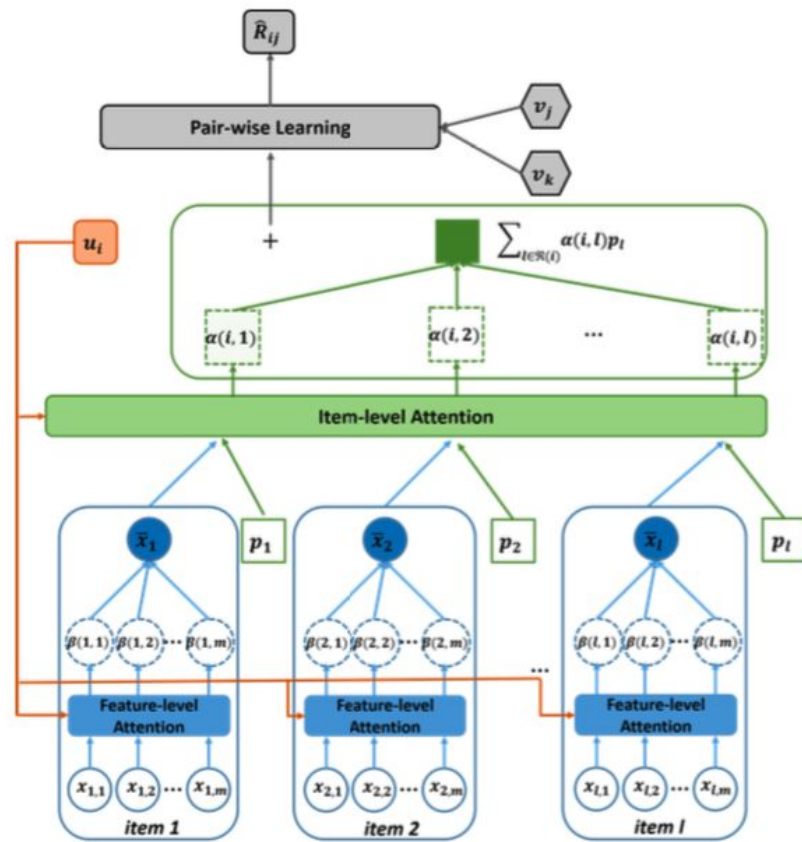 R̂ᵢⱼ
Pair-wise Learning
vⱼ
vₖ
uᵢ
+
∑_{l∈ℜ(i)} α(i, l)pₗ
α(i, 1) α(i, 2) ... α(i, l)
Item-level Attention
x̄₁ p₁ x̄₂ p₂ x̄ₗ pₗ
β(1, 1) β(1, 2) ... β(1, m) β(2, 1) β(2, 2) ... β(2, m) β(l, 1) β(l, 2) ... β(l, m)
...
Feature-level Attention Feature-level Attention Feature-level Attention
x₁,₁ x₁,₂ ... x₁,ₘ x₂,₁ x₂,₂ ... x₂,ₘ xₗ,₁ xₗ,₂ ... xₗ,ₘ
item 1 item 2 item l